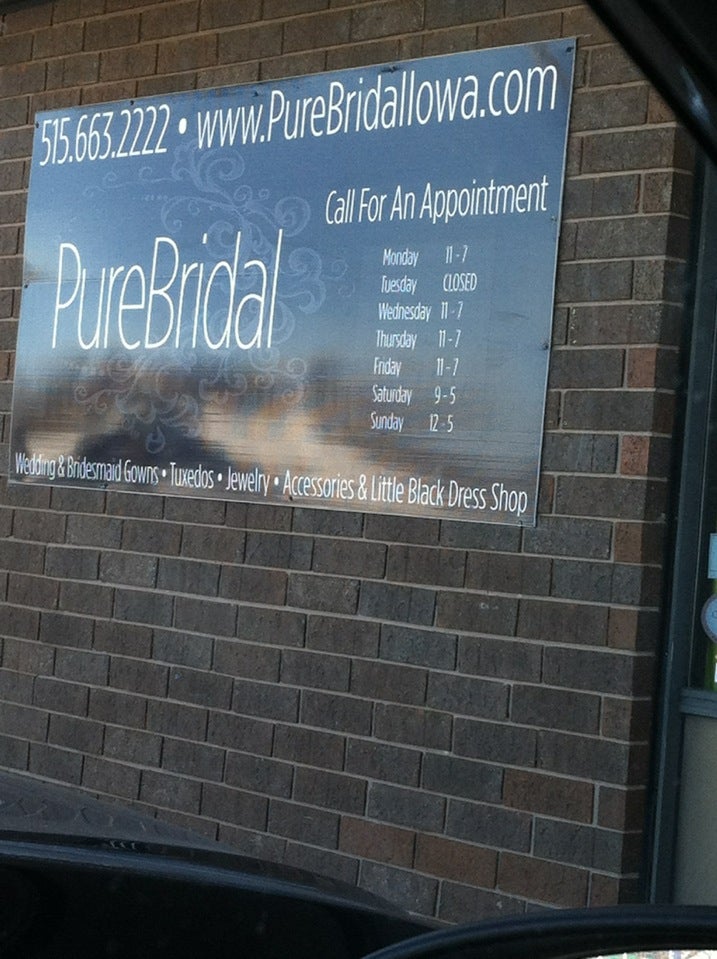 515.663.2222 • www.PureBridalIowa.com
Call For An Appointment
PureBridal
Monday 11 - 7
Tuesday CLOSED
Wednesday 11 - 7
Thursday 11 - 7
Friday 11 - 7
Saturday 9 - 5
Sunday 12 - 5
Wedding & Bridesmaid Gowns • Tuxedos • Jewelry • Accessories & Little Black Dress Shop